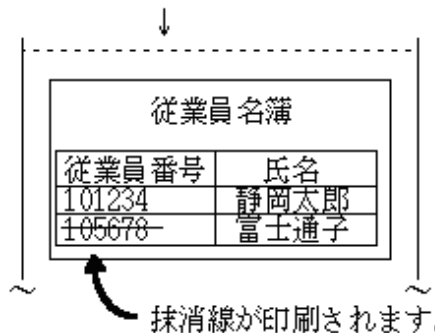 ↓
従業員名簿
従業員番号 氏名
101234 静岡太郎
105678 富士通子
抹消線が印刷されます。